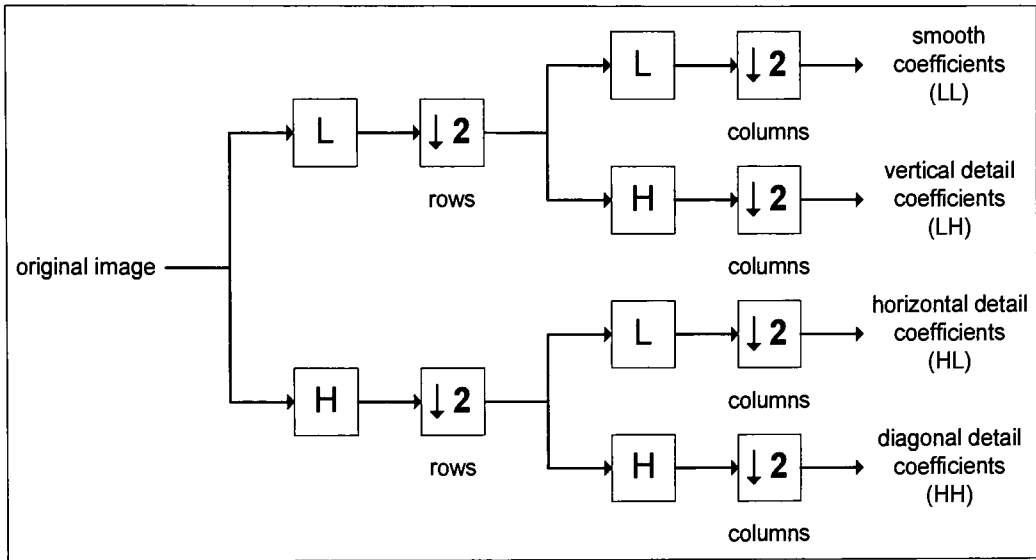 original image
L
↓ 2
rows
H
↓ 2
rows
L
↓ 2
columns
smooth
coefficients
(LL)
H
↓ 2
columns
vertical detail
coefficients
(LH)
L
↓ 2
columns
horizontal detail
coefficients
(HL)
H
↓ 2
columns
diagonal detail
coefficients
(HH)